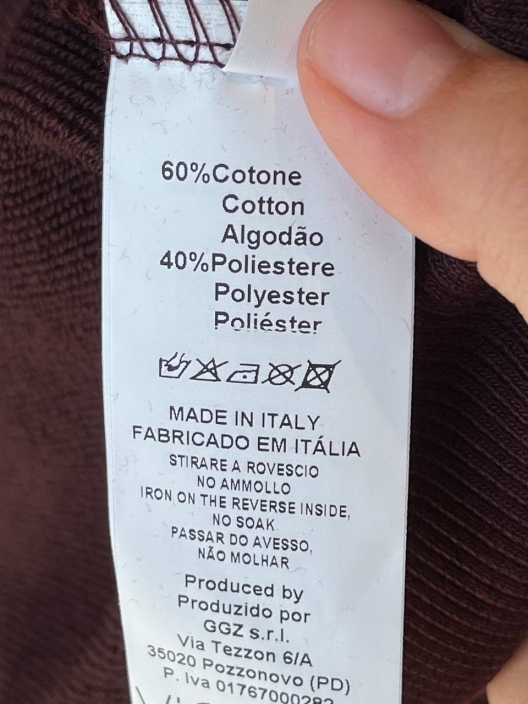 60%Cotone
Cotton
Algodão
40%Poliestere
Polyester
Poliéster
MADE IN ITALY
FABRICADO EM ITÁLIA
STIRARE A ROVESCIO
NO AMMOLLO
IRON ON THE REVERSE INSIDE,
NO SOAK
PASSAR DO AVESSO,
NÃO MOLHAR
Produced by
Produzido por
GGZ s.r.l.
Via Tezzon 6/A
35020 Pozzonovo (PD)
P. Iva 01767000282